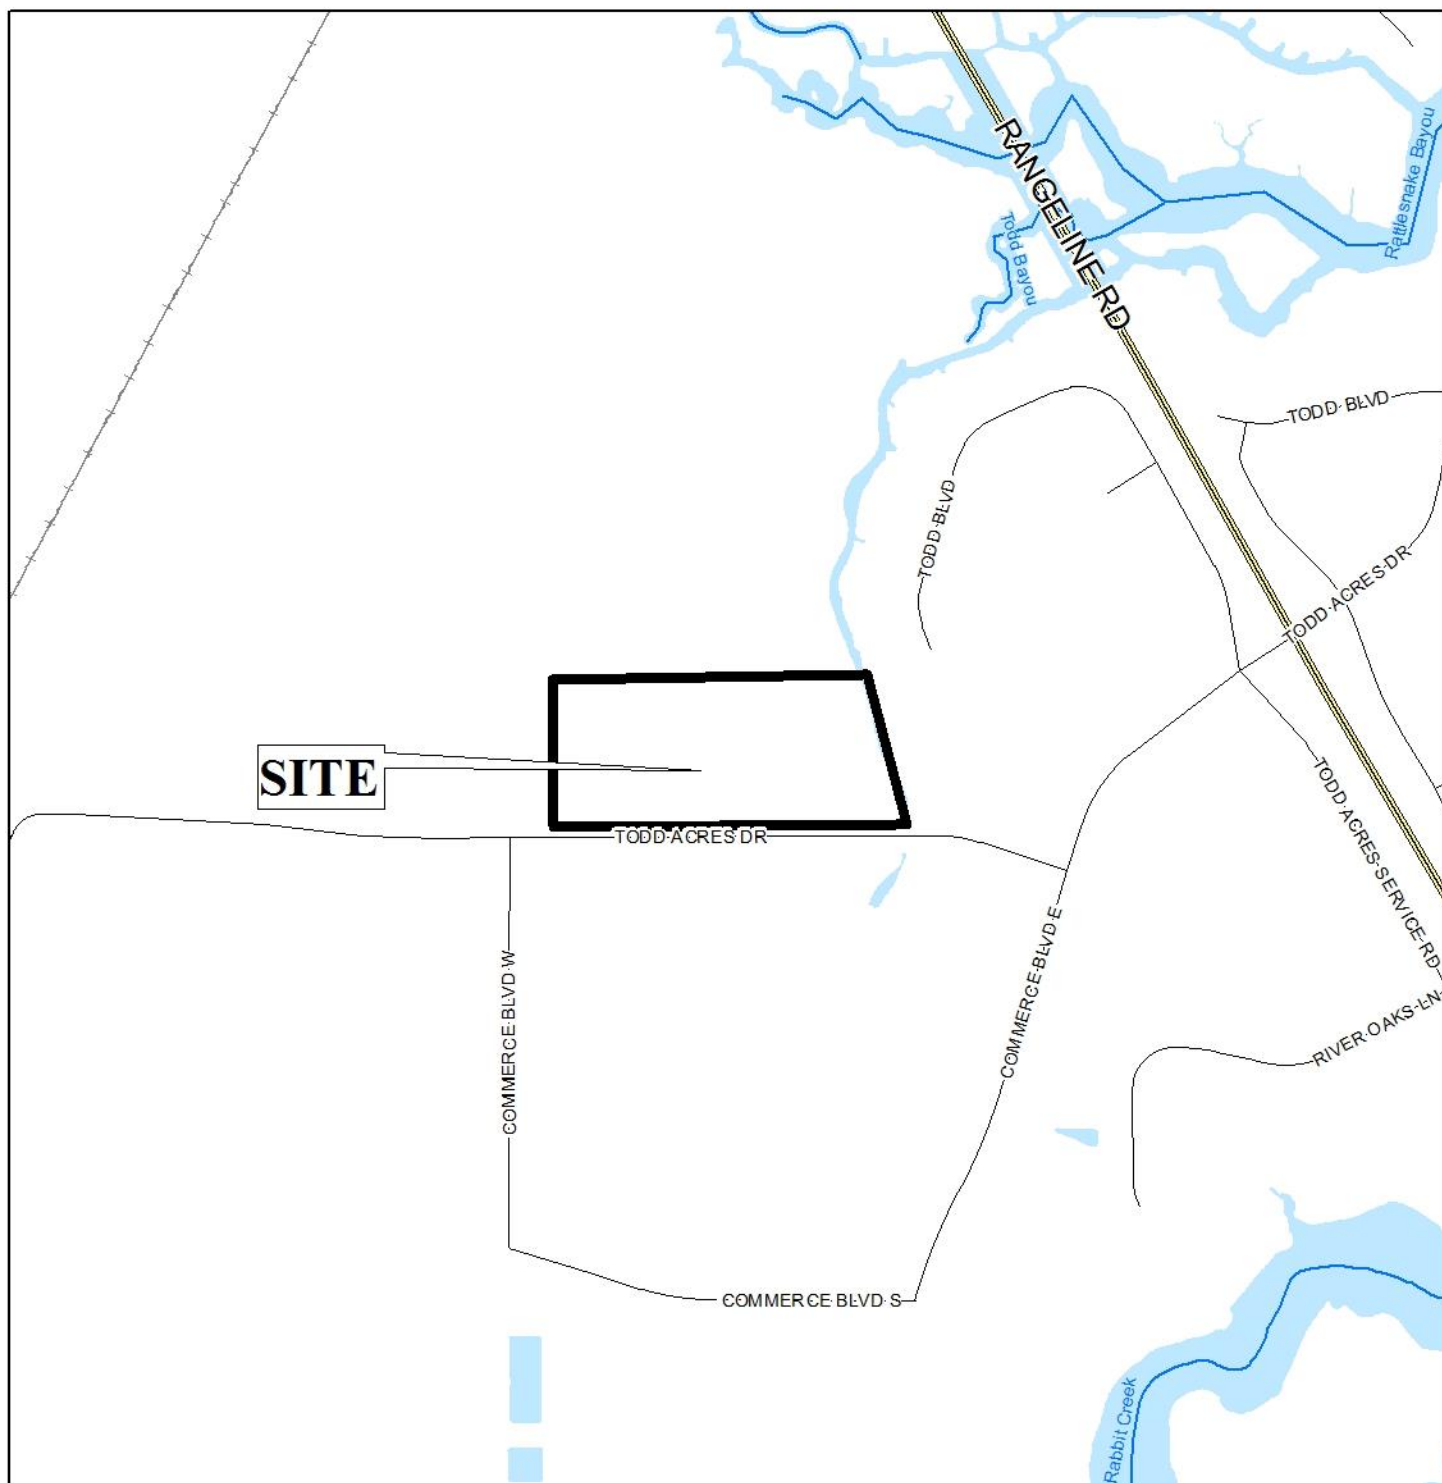 RANGELINE RD
Rattlesnake Bayou
Todd Bayou
TODD BLVD
TODD BLVD
TODD ACRES DR
SITE
TODD ACRES DR
TODD ACRES SERVICE RD
COMMERCE BLVD W
COMMERCE BLVD E
RIVER OAKS LN
COMMERCE BLVD S
Rabbit Creek